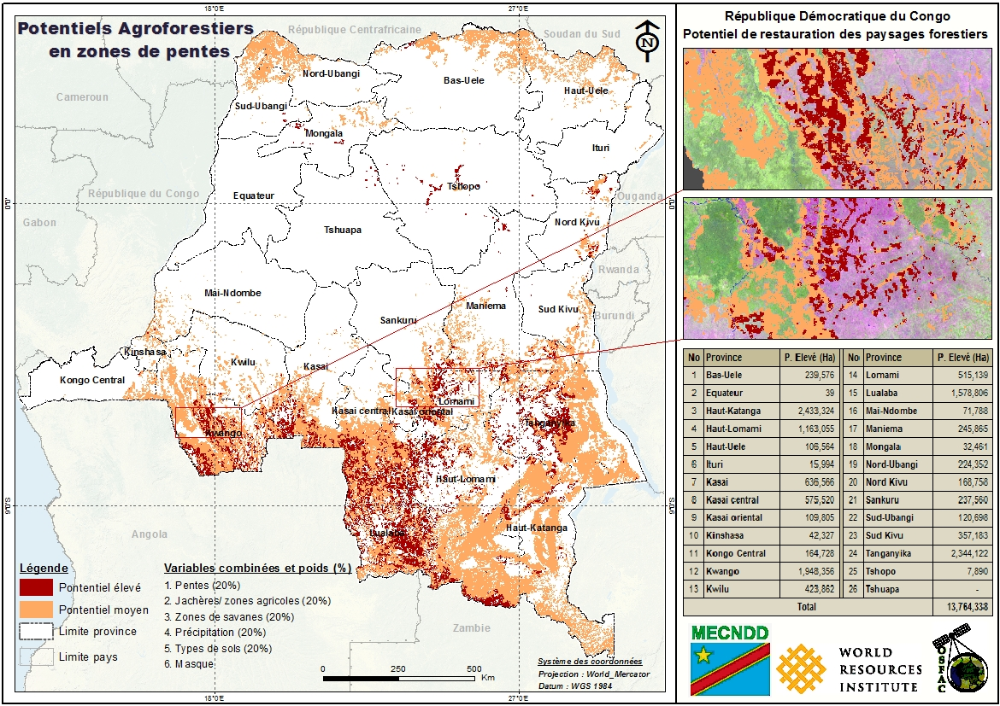 18°0'E
27°0'E
Potentiels Agroforestiers
en zones de pentes
République Centrafricaine
Soudan du Sud
N
Cameroun
Nord-Ubangi
Bas-Uele
Haut-Uele
Sud-Ubangi
Mongala
Ituri
République du Congo
Equateur
Tshopo
Ouganda
0°0'
0°0'
Gabon
Tshuapa
Nord Kivu
Rwanda
Mai-Ndombe
Maniema
Sud Kivu
Sankuru
Burundi
Kinshasa
Kwilu
Kasai
Kongo Central
Lomami
Kasai central
Kasai oriental
Tanganyika
Kwango
Haut-Lomami
9°0'S
9°0'S
Angola
Lualaba
Haut-Katanga
Zambie
Légende
Pontentiel élevé
Pontentiel moyen
Limite province
Limite pays
Variables combinées et poids (%)
1. Pentes (20%)
2. Jachères/ zones agricoles (20%)
3. Zones de savanes (20%)
4. Précipitation (20%)
5. Types de sols (20%)
6. Masque
0 250 500
Km
Système des coordonnées
Projection : World_Mercator
Datum : WGS 1984
18°0'E
27°0'E
République Démocratique du Congo
Potentiel de restauration des paysages forestiers
No Province P. Elevé (Ha) No Province P. Elevé (Ha)
1 Bas-Uele 239,576 14 Lomami 515,139
2 Equateur 39 15 Lualaba 1,578,806
3 Haut-Katanga 2,433,324 16 Mai-Ndombe 71,788
4 Haut-Lomami 1,163,055 17 Maniema 245,865
5 Haut-Uele 106,564 18 Mongala 32,461
6 Ituri 15,994 19 Nord-Ubangi 224,352
7 Kasai 636,566 20 Nord Kivu 168,758
8 Kasai central 575,520 21 Sankuru 237,560
9 Kasai oriental 109,805 22 Sud-Ubangi 120,698
10 Kinshasa 42,327 23 Sud Kivu 357,183
11 Kongo Central 164,728 24 Tanganyika 2,344,122
12 Kwango 1,948,356 25 Tshopo 7,890
13 Kwilu 423,862 26 Tshuapa -
Total 13,764,338
MECNDD
WORLD
RESOURCES
INSTITUTE
OSFAC